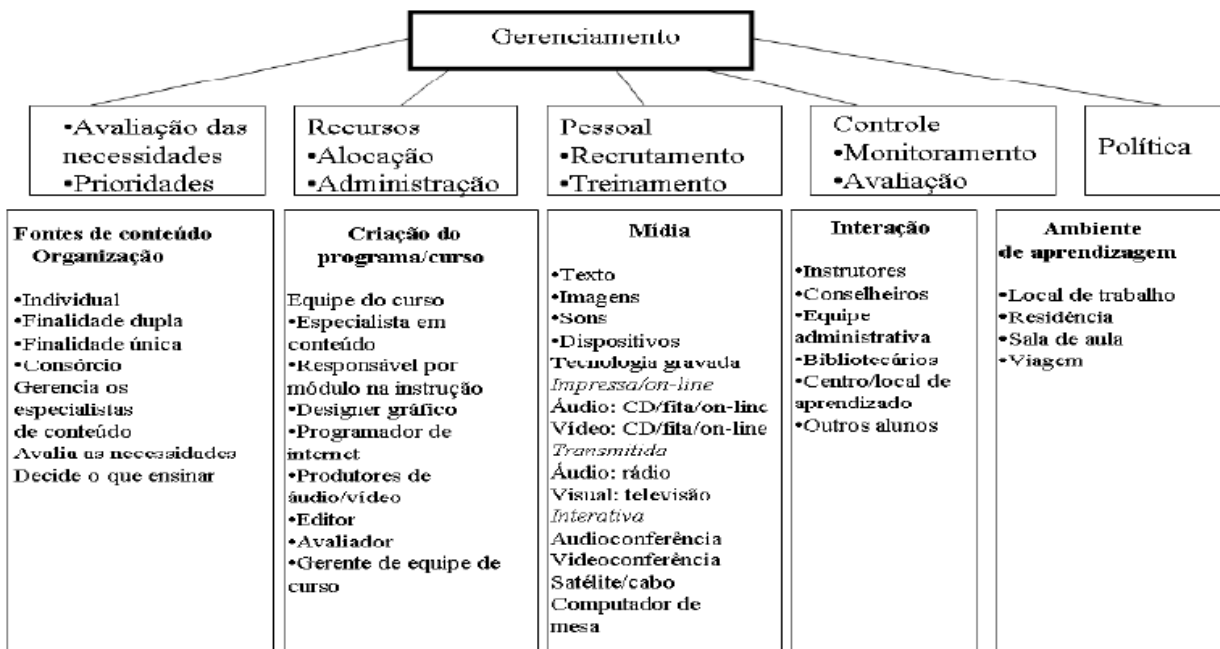 Gerenciamento
•Avaliação das
necessidades
•Prioridades
Recursos
•Alocação
•Administração
Pessoal
•Recrutamento
•Treinamento
Controle
•Monitoramento
•Avaliação
Política
Fontes de conteúdo
Organização
•Individual
•Finalidade dupla
•Finalidade única
•Consórcio
Gerencia os
especialistas
de conteúdo
Avalia as necessidades
Decide o que ensinar
Criação do
programa/curso
Equipe do curso
•Especialista em
conteúdo
•Responsável por
módulo na instrução
•Designer gráfico
•Programador de
internet
•Produtores de
áudio/vídeo
•Editor
•Avaliador
•Gerente de equipe de
curso
Mídia
•Texto
•Imagens
•Sons
•Dispositivos
Tecnologia gravada
Impressa/on-line
Áudio: CD/fita/on-line
Vídeo: CD/fita/on-line
Transmitida
Áudio: rádio
Visual: televisão
Interativa
Audioconferência
Videoconferência
Satélite/cabo
Computador de
mesa
Interação
•Instrutores
•Conselheiros
•Equipe
administrativa
•Bibliotecários
•Centro/local de
aprendizado
•Outros alunos
Ambiente
de aprendizagem
•Local de trabalho
•Residência
•Sala de aula
•Viagem